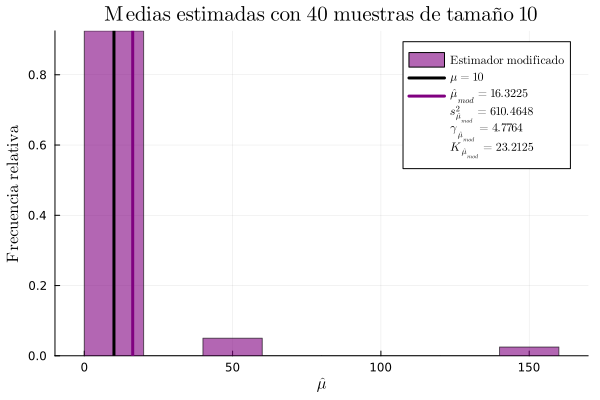 Medias estimadas con 40 muestras de tamaño 10
Estimador modificado
μ = 10
μ̂_mod = 16.3225
s²_μ̂_mod = 610.4648
γ_μ̂_mod = 4.7764
K_μ̂_mod = 23.2125
Frecuencia relativa
0.8
0.6
0.4
0.2
0.0
0 50 100 150
μ̂